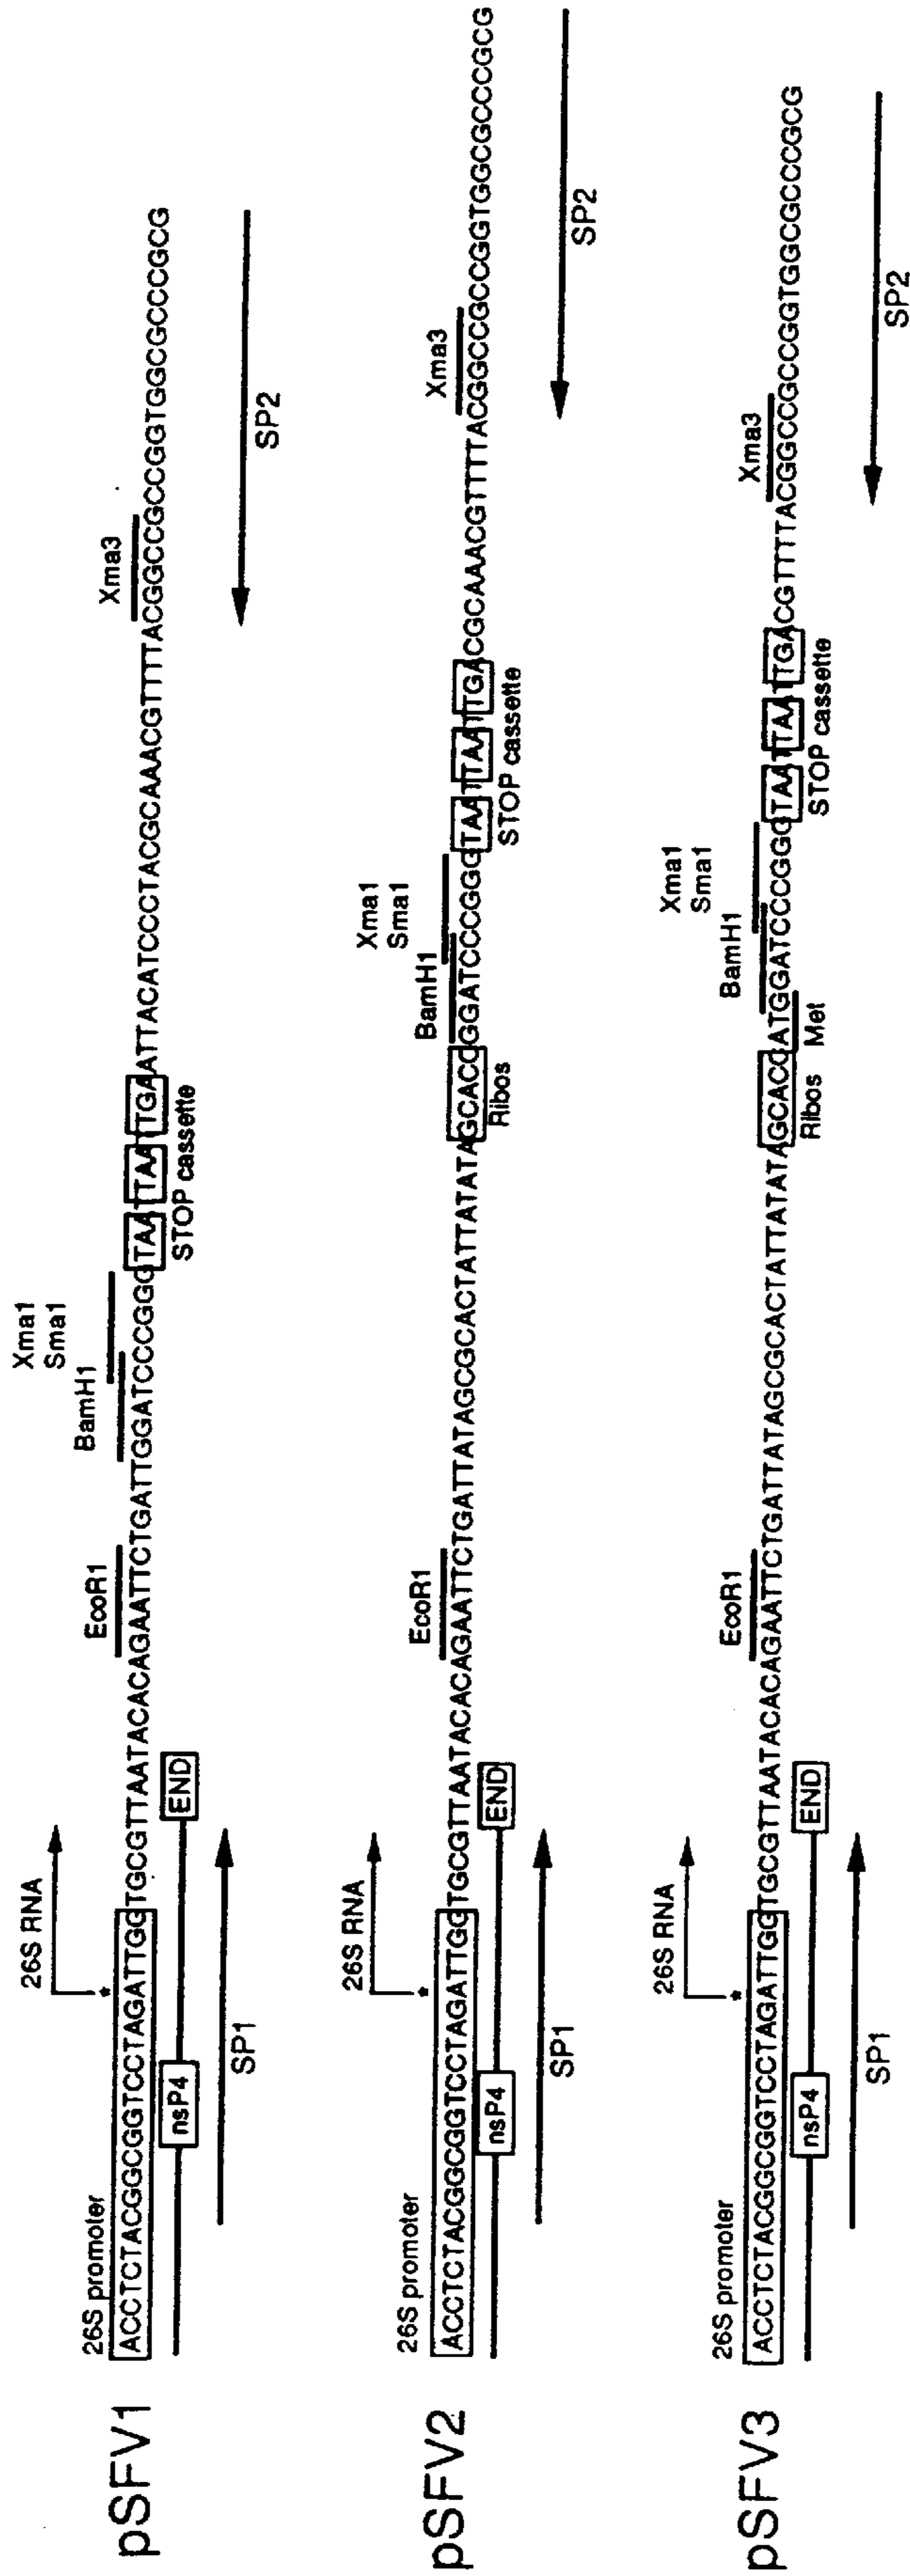 Xma1
26S RNA Sma1
26S promoter * EcoR1 BamH1 Xma3
pSFV1 ACCTCTACGGCGGTCCTAGATTGGTGCGTTAATACACAGAATTCTGATTGGATCCCGGGTAATTAATTGAATTACATCCCTACGCAAACGTTTTACGGCCGCCGGTGGCGCCCGCG
nsP4 END STOP cassette
SP1 SP2
Xma1
26S RNA Sma1
26S promoter * EcoR1 BamH1 Xma3
pSFV2 ACCTCTACGGCGGTCCTAGATTGGTGCGTTAATACACAGAATTCTGATTATAGCGCACTATTATATAGCACCGGATCCCGGGTAATTAATTGACGCAAACGTTTTACGGCCGCCGGTGGCGCCCGCG
nsP4 END Ribos STOP cassette
SP1 SP2
Xma1
26S RNA Sma1
26S promoter * EcoR1 BamH1 Xma3
pSFV3 ACCTCTACGGCGGTCCTAGATTGGTGCGTTAATACACAGAATTCTGATTATAGCGCACTATTATATAGCACCATGGATCCCGGGTAATTAATTGACGTTTTACGGCCGCCGGTGGCGCCCGCG
nsP4 END Ribos Met STOP cassette
SP1 SP2